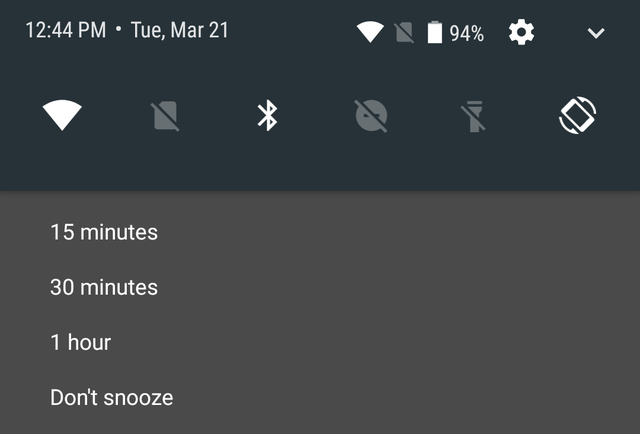 12:44 PM • Tue, Mar 21 94%
15 minutes
30 minutes
1 hour
Don't snooze